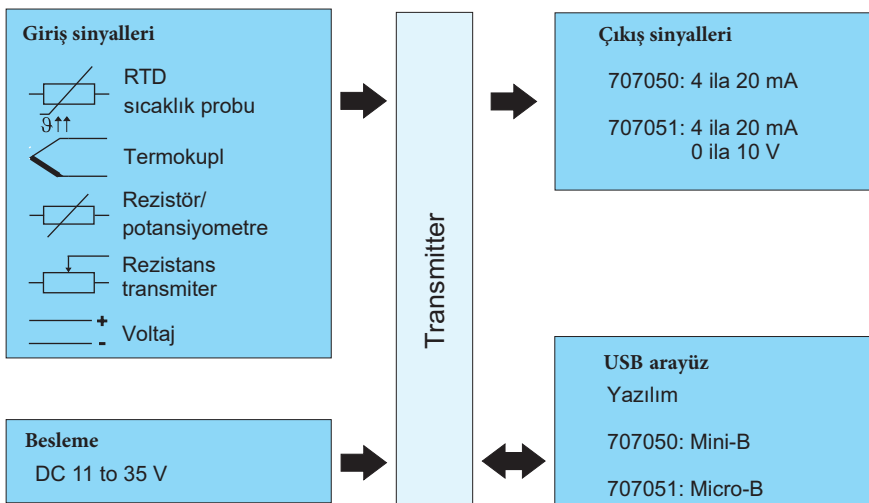 Giriş sinyalleri
RTD
sıcaklık probu
ϑ↑↑
Termokupl
Rezistör/
potansiyometre
Rezistans
transmiter
+
Voltaj
-
Besleme
DC 11 to 35 V
Transmitter
Çıkış sinyalleri
707050: 4 ila 20 mA
707051: 4 ila 20 mA
0 ila 10 V
USB arayüz
Yazılım
707050: Mini-B
707051: Micro-B